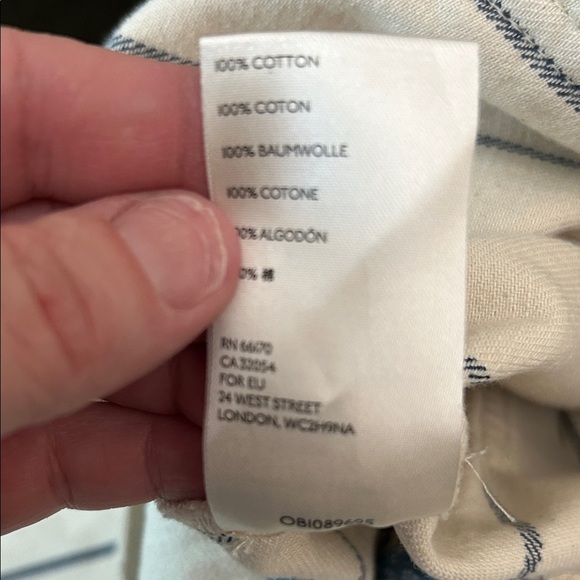 100% COTTON
100% COTON
100% BAUMWOLLE
100% COTONE
00% ALGODÓN
0% 棉
RN 66170
CA 32054
FOR EU
24 WEST STREET
LONDON, WC2H9NA